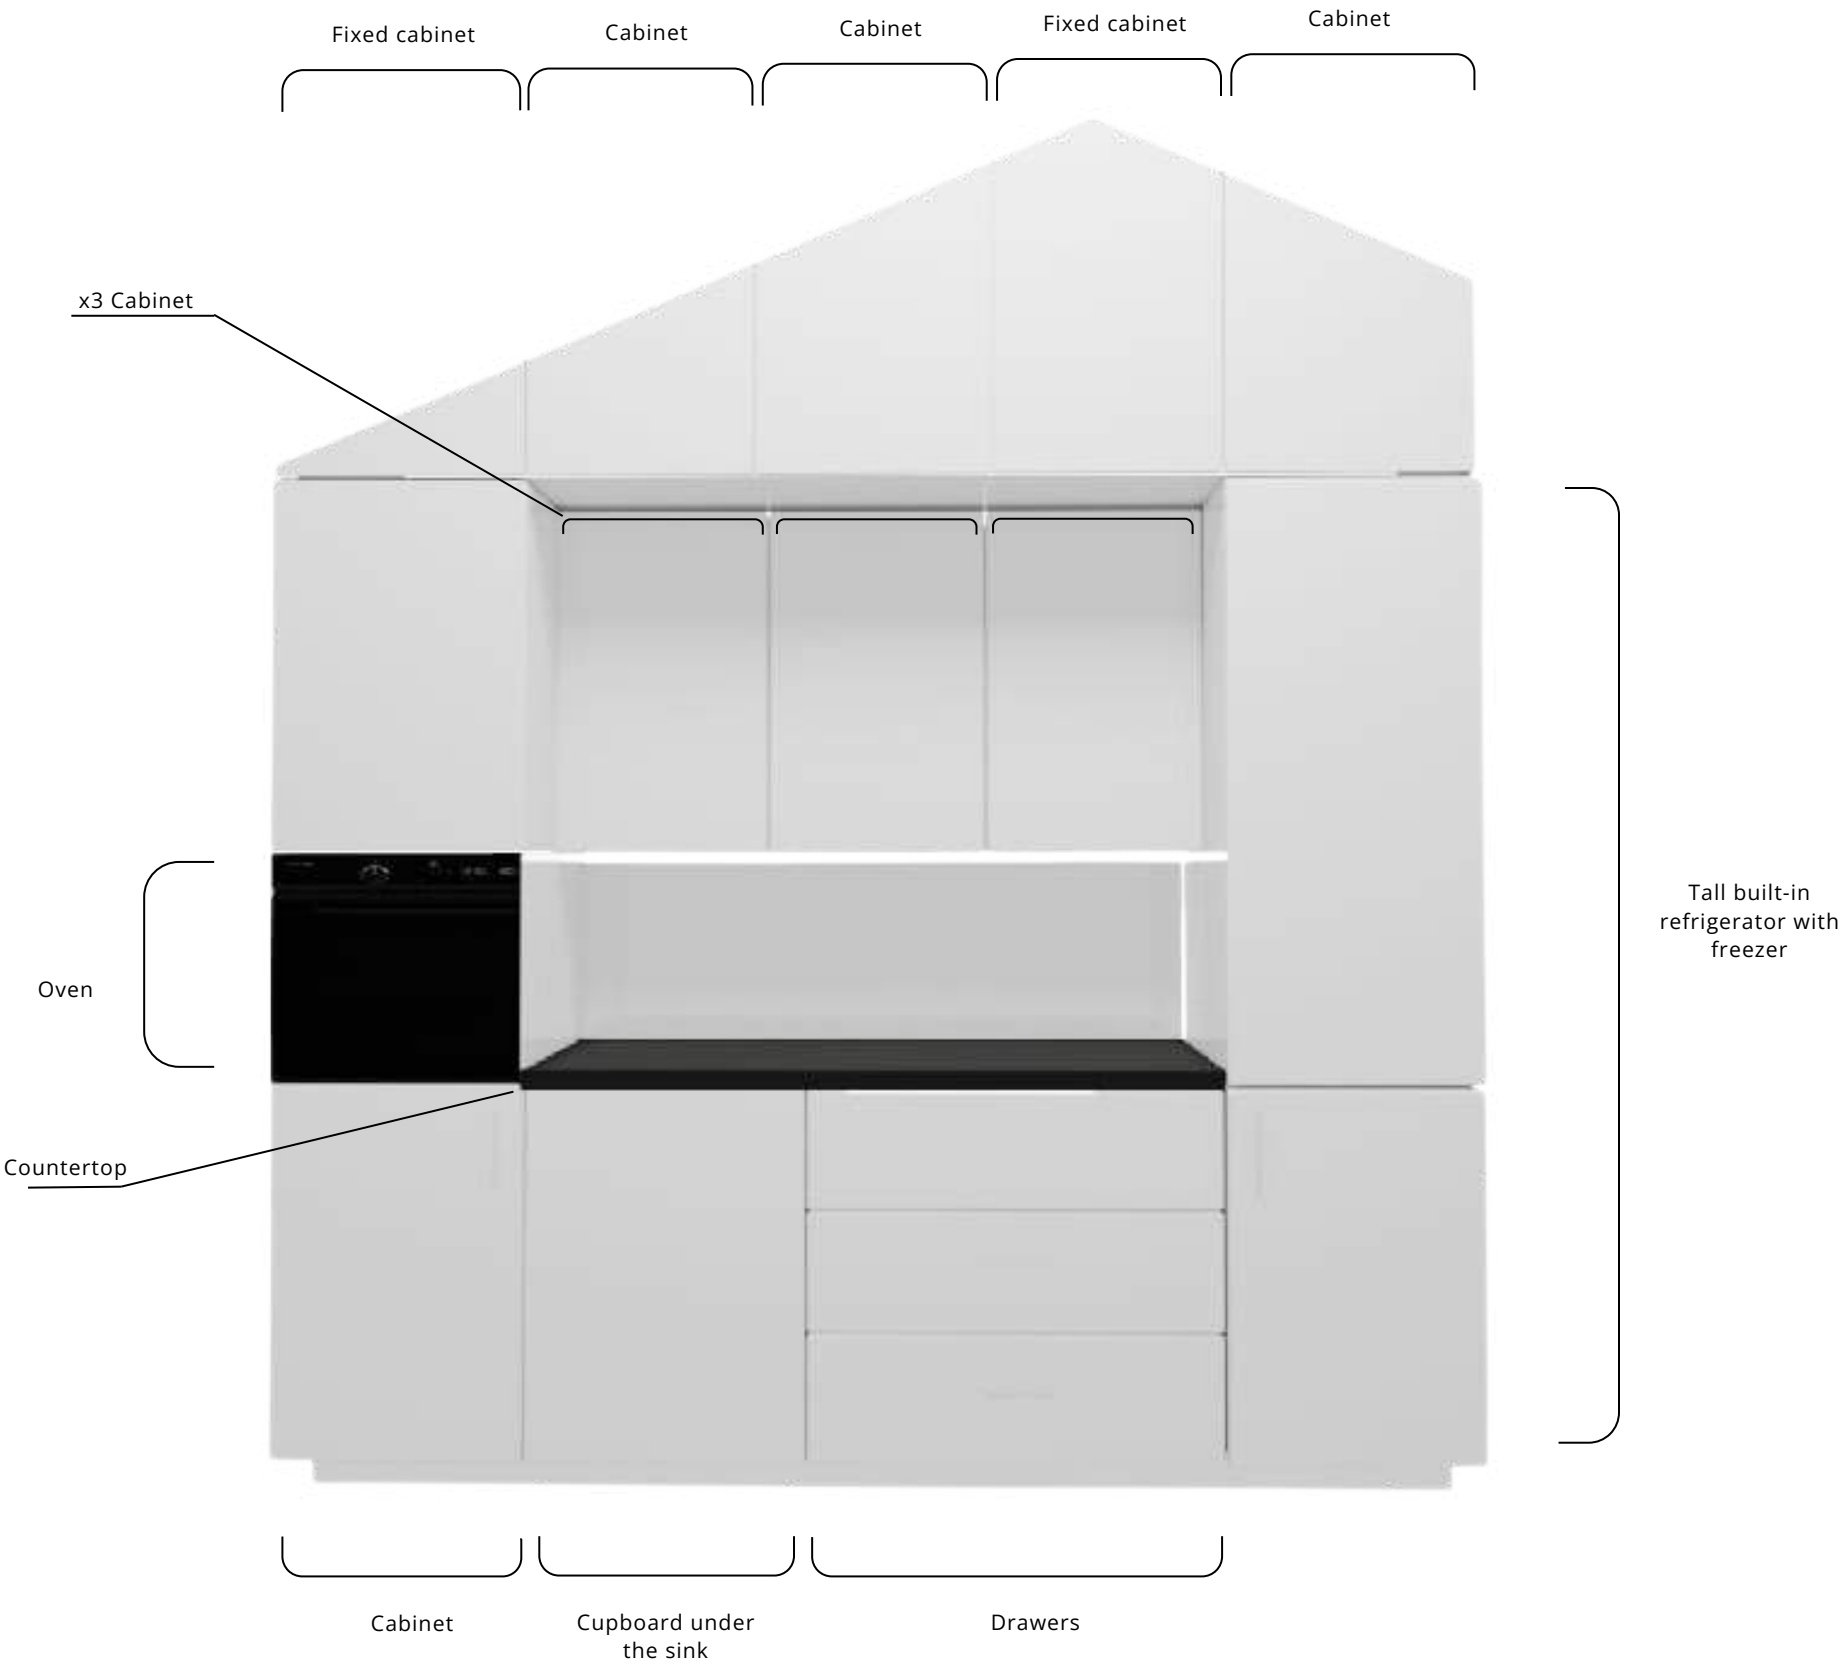 Fixed cabinet
Cabinet
Cabinet
Fixed cabinet
Cabinet
x3 Cabinet
Tall built-in
refrigerator with
freezer
Oven
Countertop
Cabinet
Cupboard under
the sink
Drawers